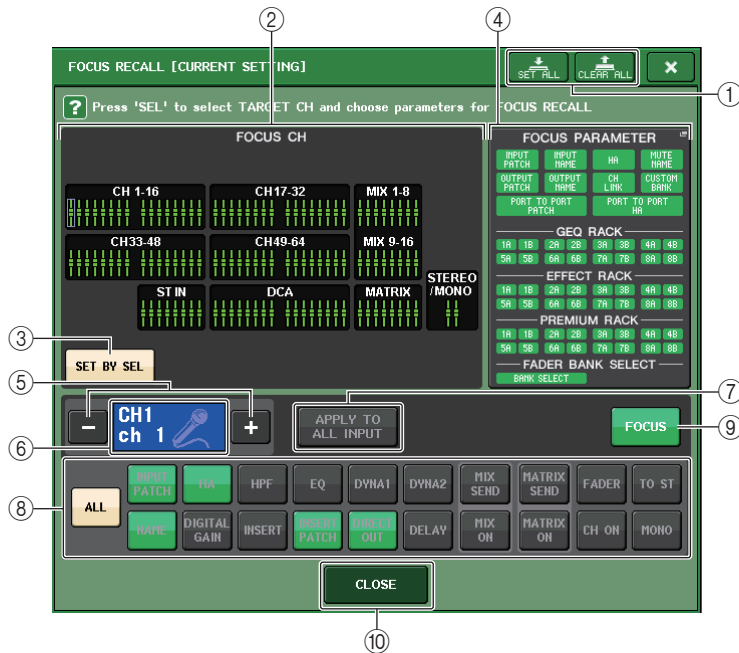 ② ④
FOCUS RECALL [CURRENT SETTING]
SET ALL
CLEAR ALL
①
? Press 'SEL' to select TARGET CH and choose parameters for FOCUS RECALL
FOCUS CH
CH 1-16
CH17-32
MIX 1-8
CH33-48
CH49-64
MIX 9-16
ST IN
DCA
MATRIX
STEREO
/MONO
③
SET BY SEL
FOCUS PARAMETER
INPUT PATCH
INPUT NAME
HA
MUTE NAME
OUTPUT PATCH
OUTPUT NAME
CH LINK
CUSTOM BANK
PORT TO PORT PATCH
PORT TO PORT HA
GEQ RACK
1A 1B 2A 2B 3A 3B 4A 4B
5A 5B 6A 6B 7A 7B 8A 8B
EFFECT RACK
1A 1B 2A 2B 3A 3B 4A 4B
5A 5B 6A 6B 7A 7B 8A 8B
PREMIUM RACK
1A 1B 2A 2B 3A 3B 4A 4B
5A 5B 6A 6B 7A 7B 8A 8B
FADER BANK SELECT
BANK SELECT
⑤
⑦
−
CH1
ch 1
+
⑥
APPLY TO
ALL INPUT
FOCUS
⑨
⑧
ALL
INPUT PATCH
HA
HPF
EQ
DYNA1
DYNA2
MIX SEND
MATRIX SEND
FADER
TO ST
NAME
DIGITAL GAIN
INSERT
INSERT PATCH
DIRECT OUT
DELAY
MIX ON
MATRIX ON
CH ON
MONO
CLOSE
⑩